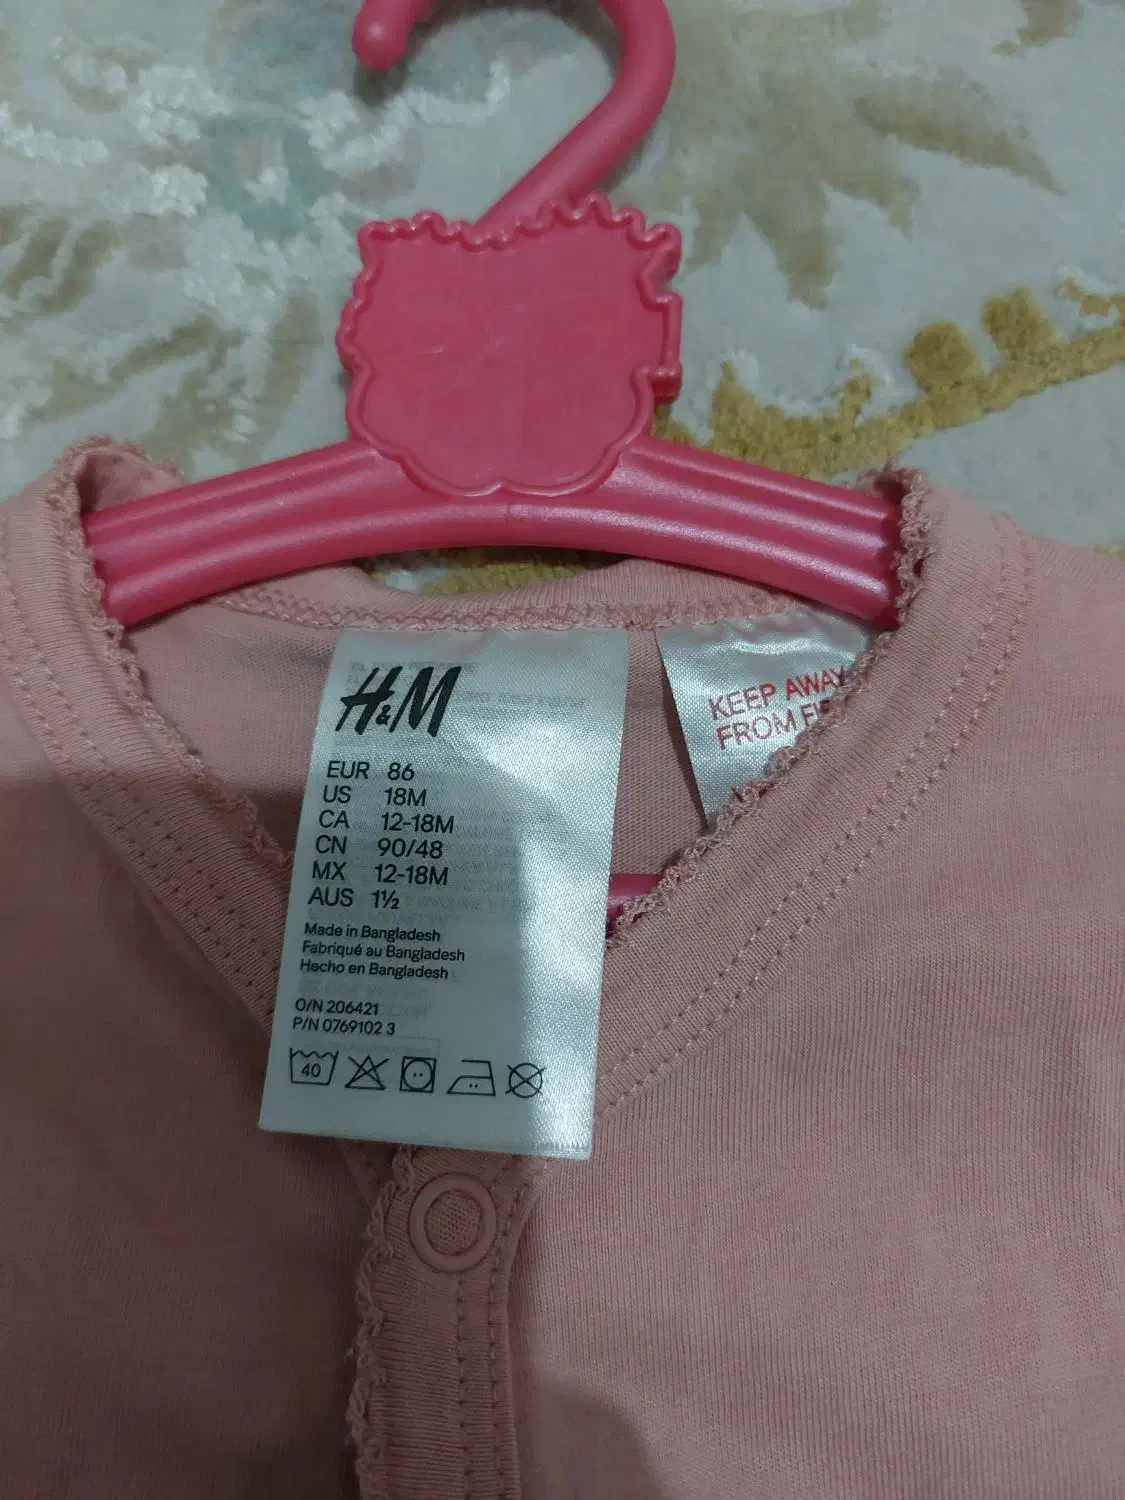 H&M
EUR 86
US 18M
CA 12-18M
CN 90/48
MX 12-18M
AUS 1½
Made in Bangladesh
Fabriqué au Bangladesh
Hecho en Bangladesh
O/N 206421
P/N 0769102 3
40
KEEP AWAY
FROM